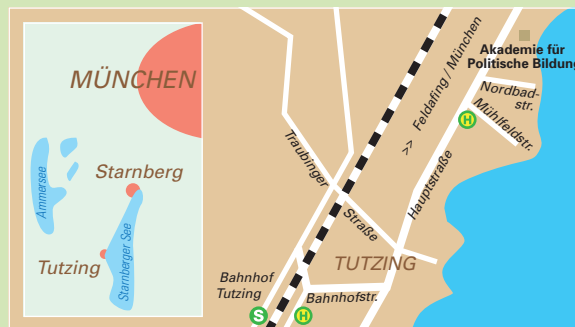 MÜNCHEN
Ammersee
Starnberg
Starnberger See
Tutzing
Akademie für
Politische Bildung
Nordbad-
str.
Mühlfeldstr.
H
>> Feldafing / München
Hauptstraße
Traubinger
Straße
TUTZING
Bahnhof
Tutzing
Bahnhofstr.
S
H